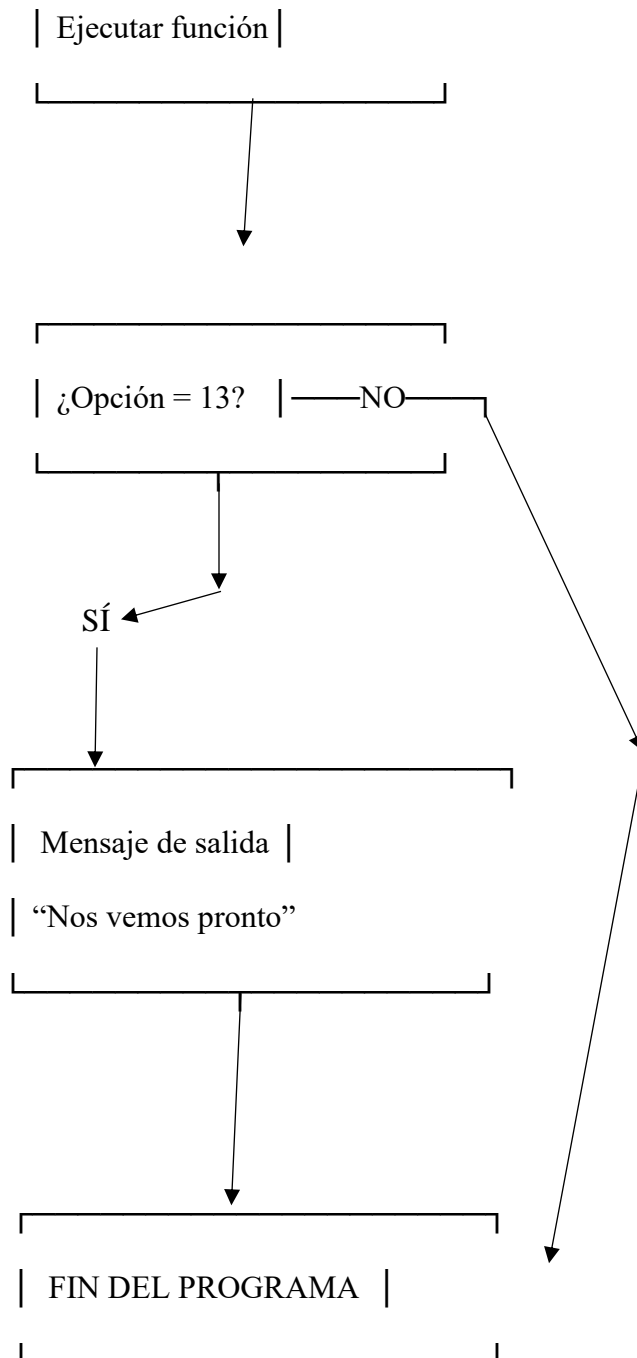 Ejecutar función
¿Opción = 13? NO
SÍ
Mensaje de salida
“Nos vemos pronto”
FIN DEL PROGRAMA